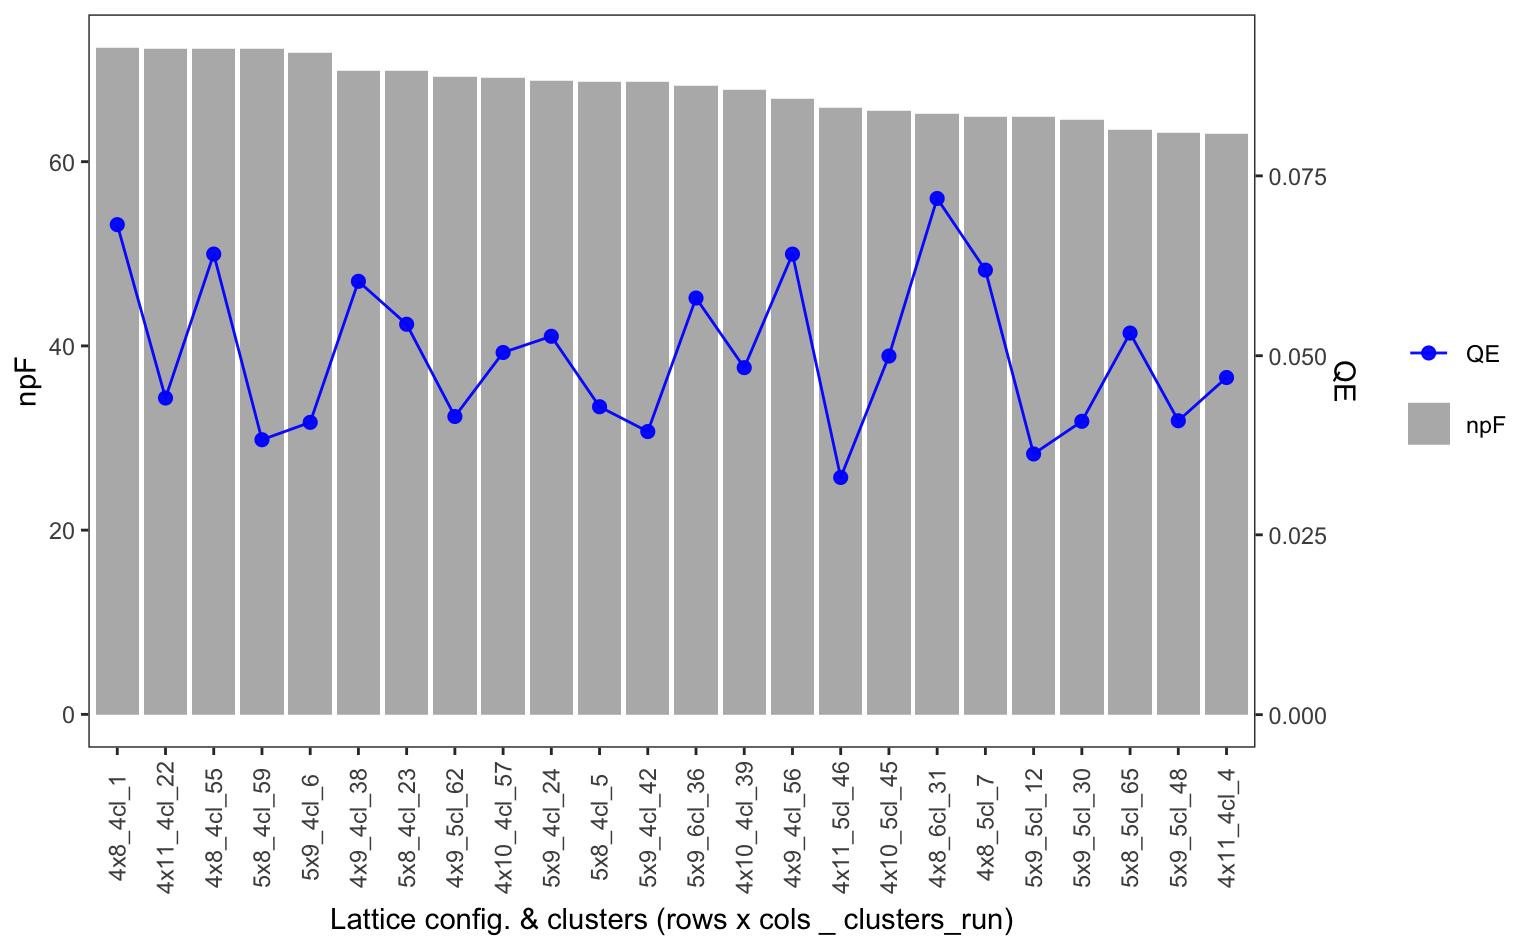 60
40
20
0
npF
0.075
0.050
0.025
0.000
QE
QE
npF
4x8_4cl_1
4x11_4cl_22
4x8_4cl_55
5x8_4cl_59
5x9_4cl_6
4x9_4cl_38
5x8_4cl_23
4x9_5cl_62
4x10_4cl_57
5x9_4cl_24
5x8_4cl_5
5x9_4cl_42
5x9_6cl_36
4x10_4cl_39
4x9_4cl_56
4x11_5cl_46
4x10_5cl_45
4x8_6cl_31
4x8_5cl_7
5x9_5cl_12
5x9_5cl_30
5x8_5cl_65
5x9_5cl_48
4x11_4cl_4
Lattice config. & clusters (rows x cols _ clusters_run)